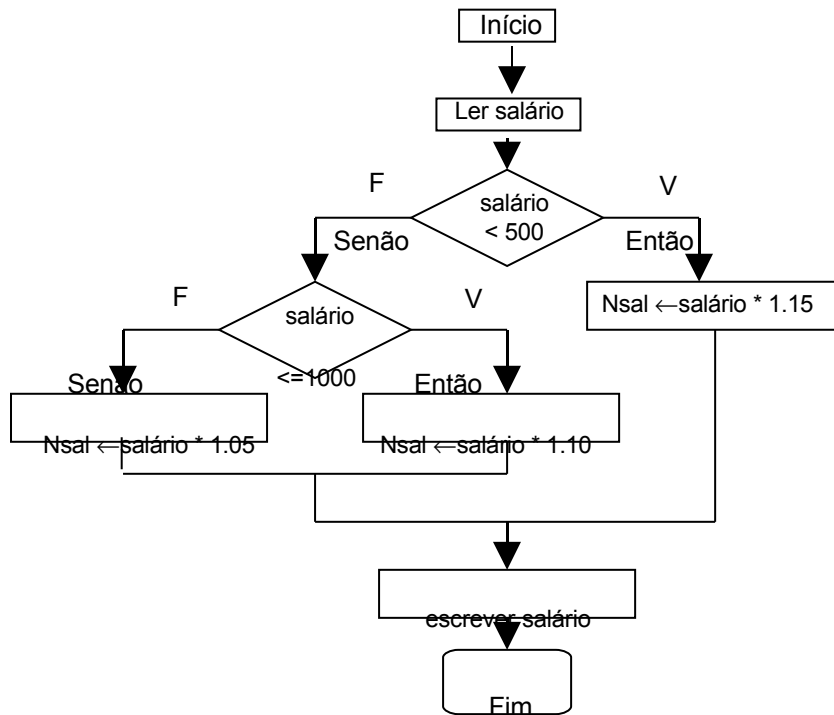 Início
Ler salário
F
V
salário
< 500
Senão
Então
F
V
salário
<=1000
Nsal ←salário * 1.15
Senão
Então
Nsal ←salário * 1.05
Nsal ←salário * 1.10
escrever salário
Fim